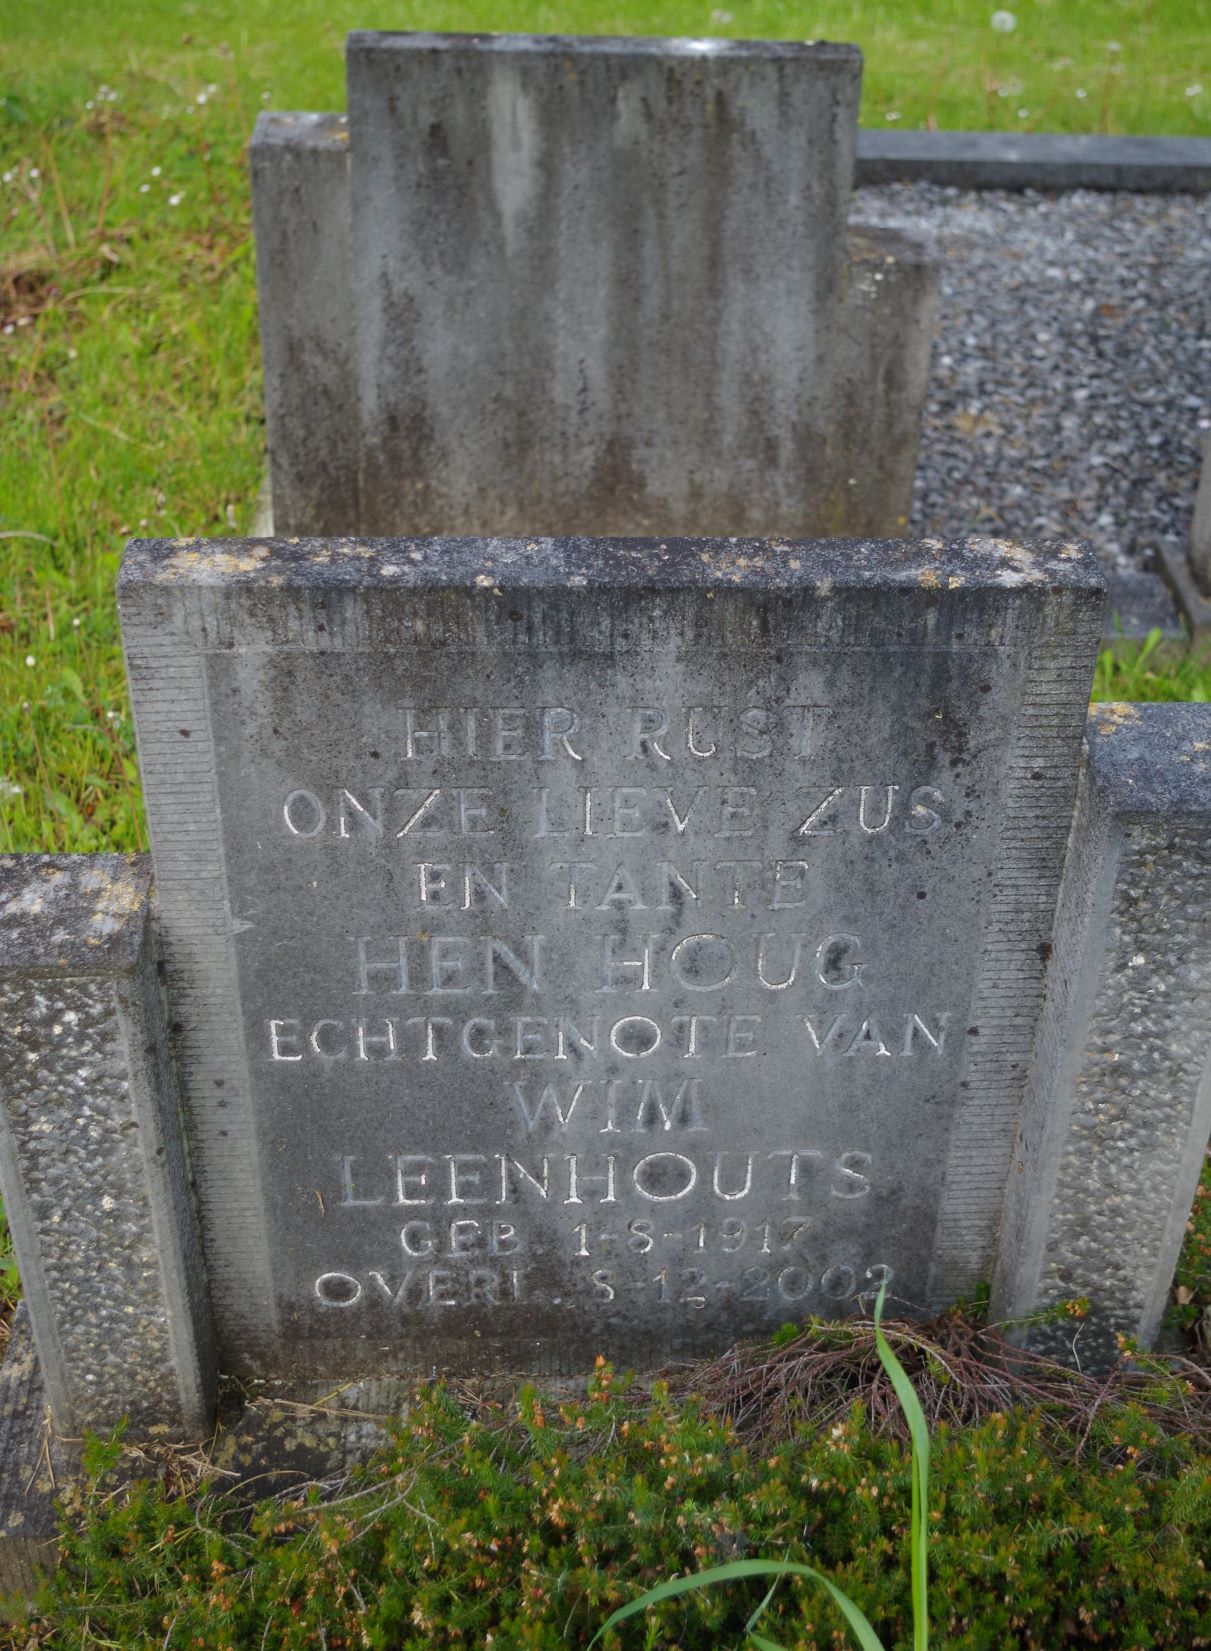 HIER RUST
ONZE LIEVE ZUS
EN TANTE
HEN HOUG
ECHTGENOTE VAN
WIM
LEENHOUTS
GEB. 1-8-1917
OVERL. 8-12-2002